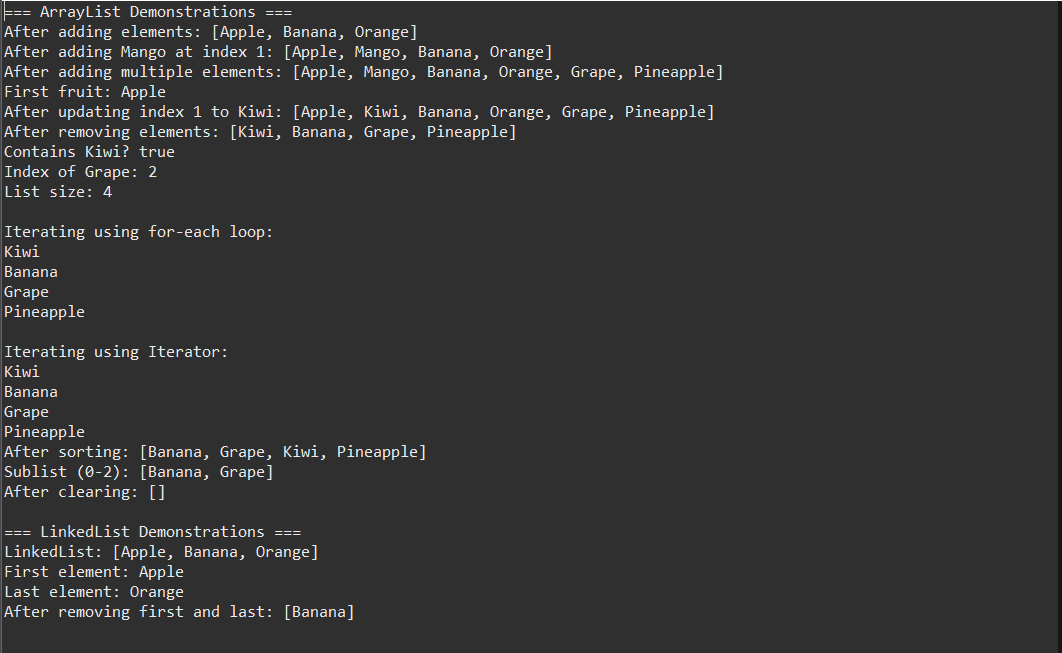 === ArrayList Demonstrations ===
After adding elements: [Apple, Banana, Orange]
After adding Mango at index 1: [Apple, Mango, Banana, Orange]
After adding multiple elements: [Apple, Mango, Banana, Orange, Grape, Pineapple]
First fruit: Apple
After updating index 1 to Kiwi: [Apple, Kiwi, Banana, Orange, Grape, Pineapple]
After removing elements: [Kiwi, Banana, Grape, Pineapple]
Contains Kiwi? true
Index of Grape: 2
List size: 4

Iterating using for-each loop:
Kiwi
Banana
Grape
Pineapple

Iterating using Iterator:
Kiwi
Banana
Grape
Pineapple
After sorting: [Banana, Grape, Kiwi, Pineapple]
Sublist (0-2): [Banana, Grape]
After clearing: []

=== LinkedList Demonstrations ===
LinkedList: [Apple, Banana, Orange]
First element: Apple
Last element: Orange
After removing first and last: [Banana]